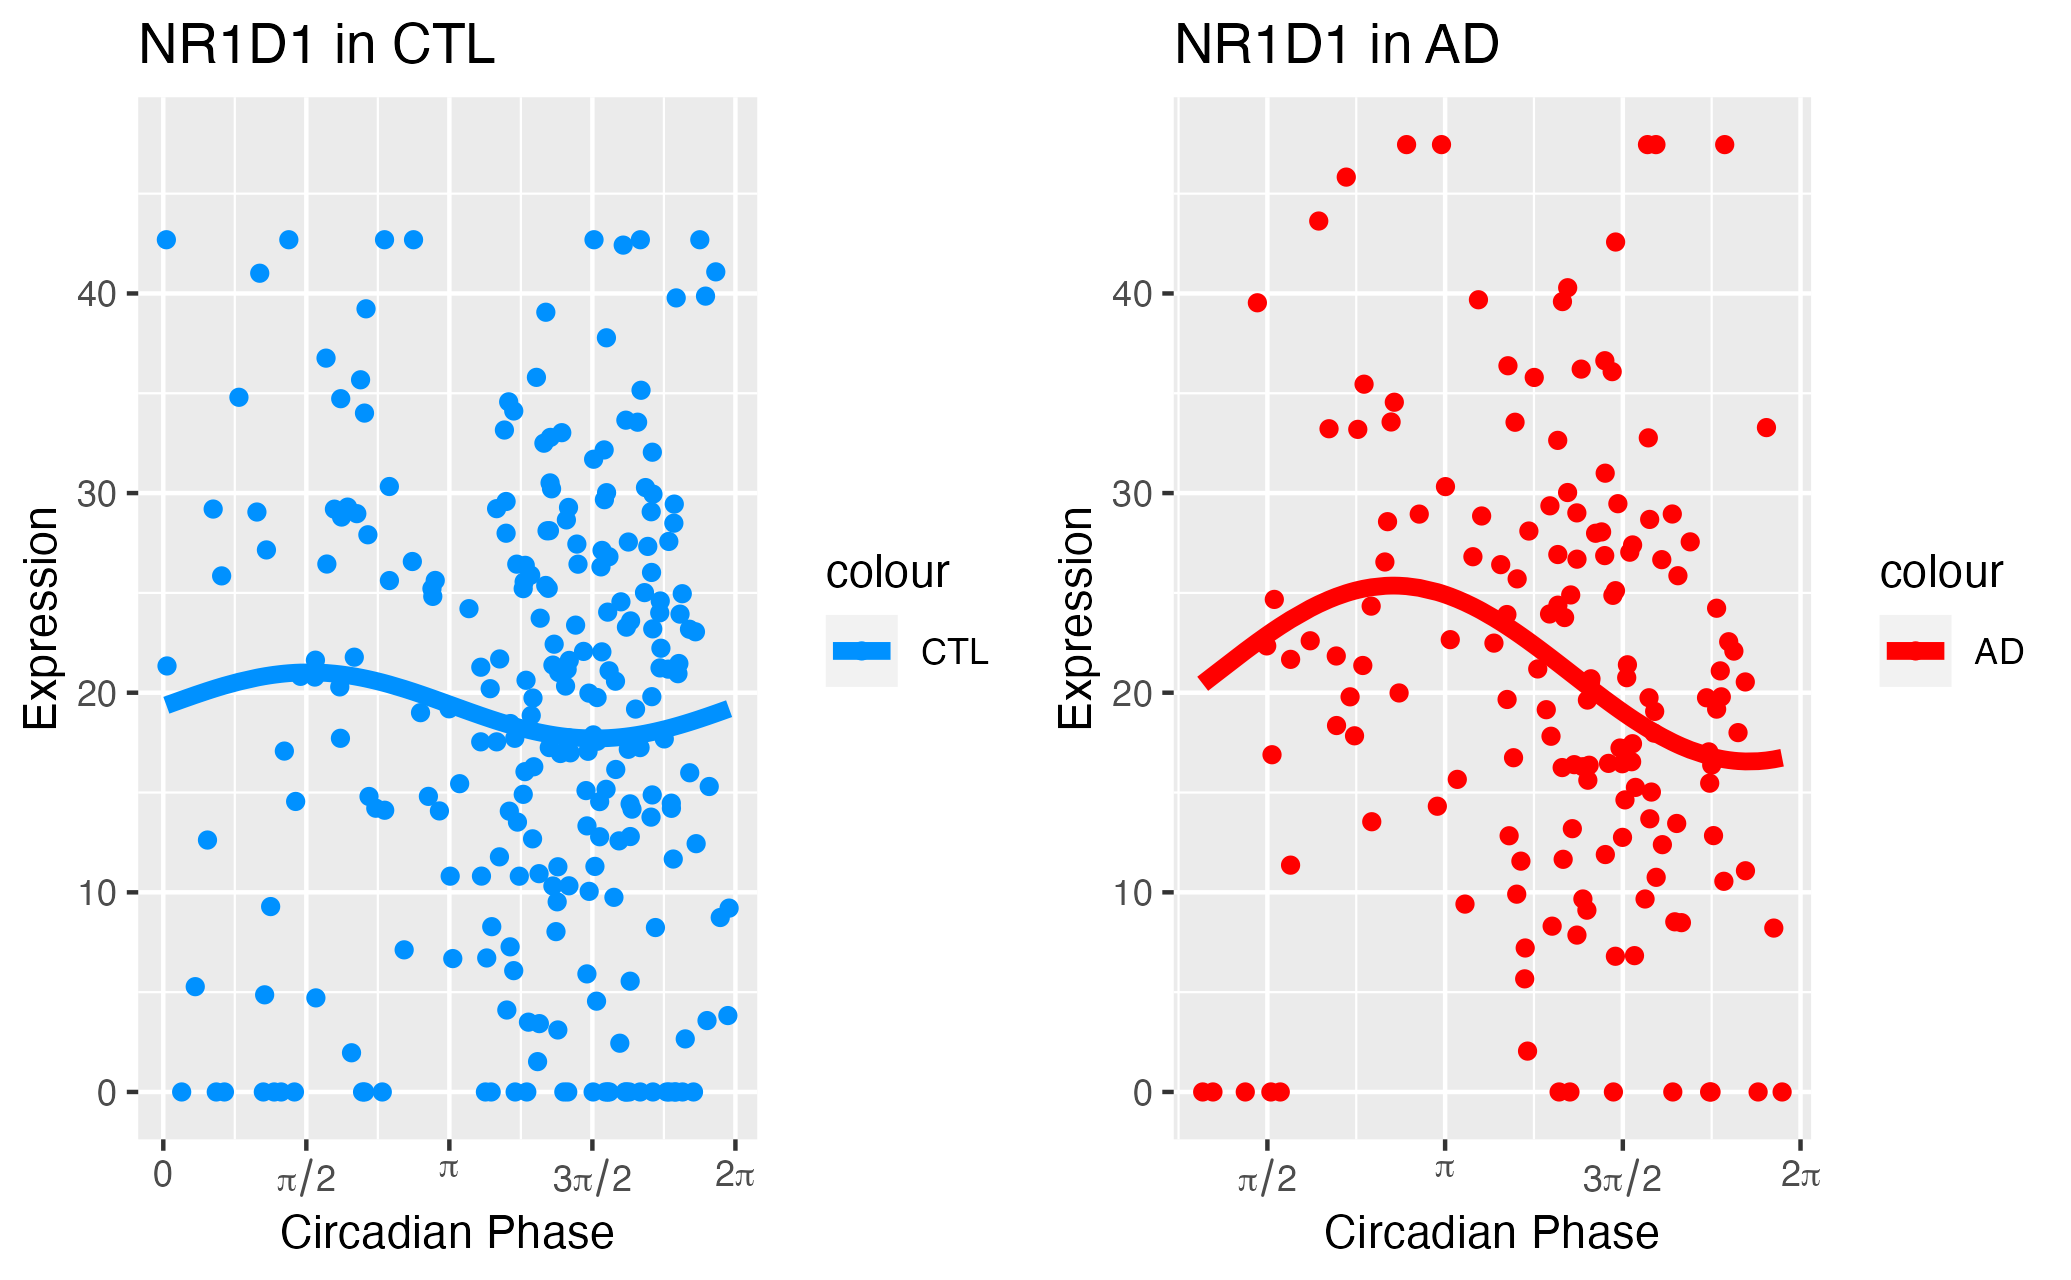 NR1D1 in CTL
Expression
40
30
20
10
0
0 π/2 π 3π/2 2π
Circadian Phase
colour
CTL
NR1D1 in AD
Expression
40
30
20
10
0
π/2 π 3π/2 2π
Circadian Phase
colour
AD